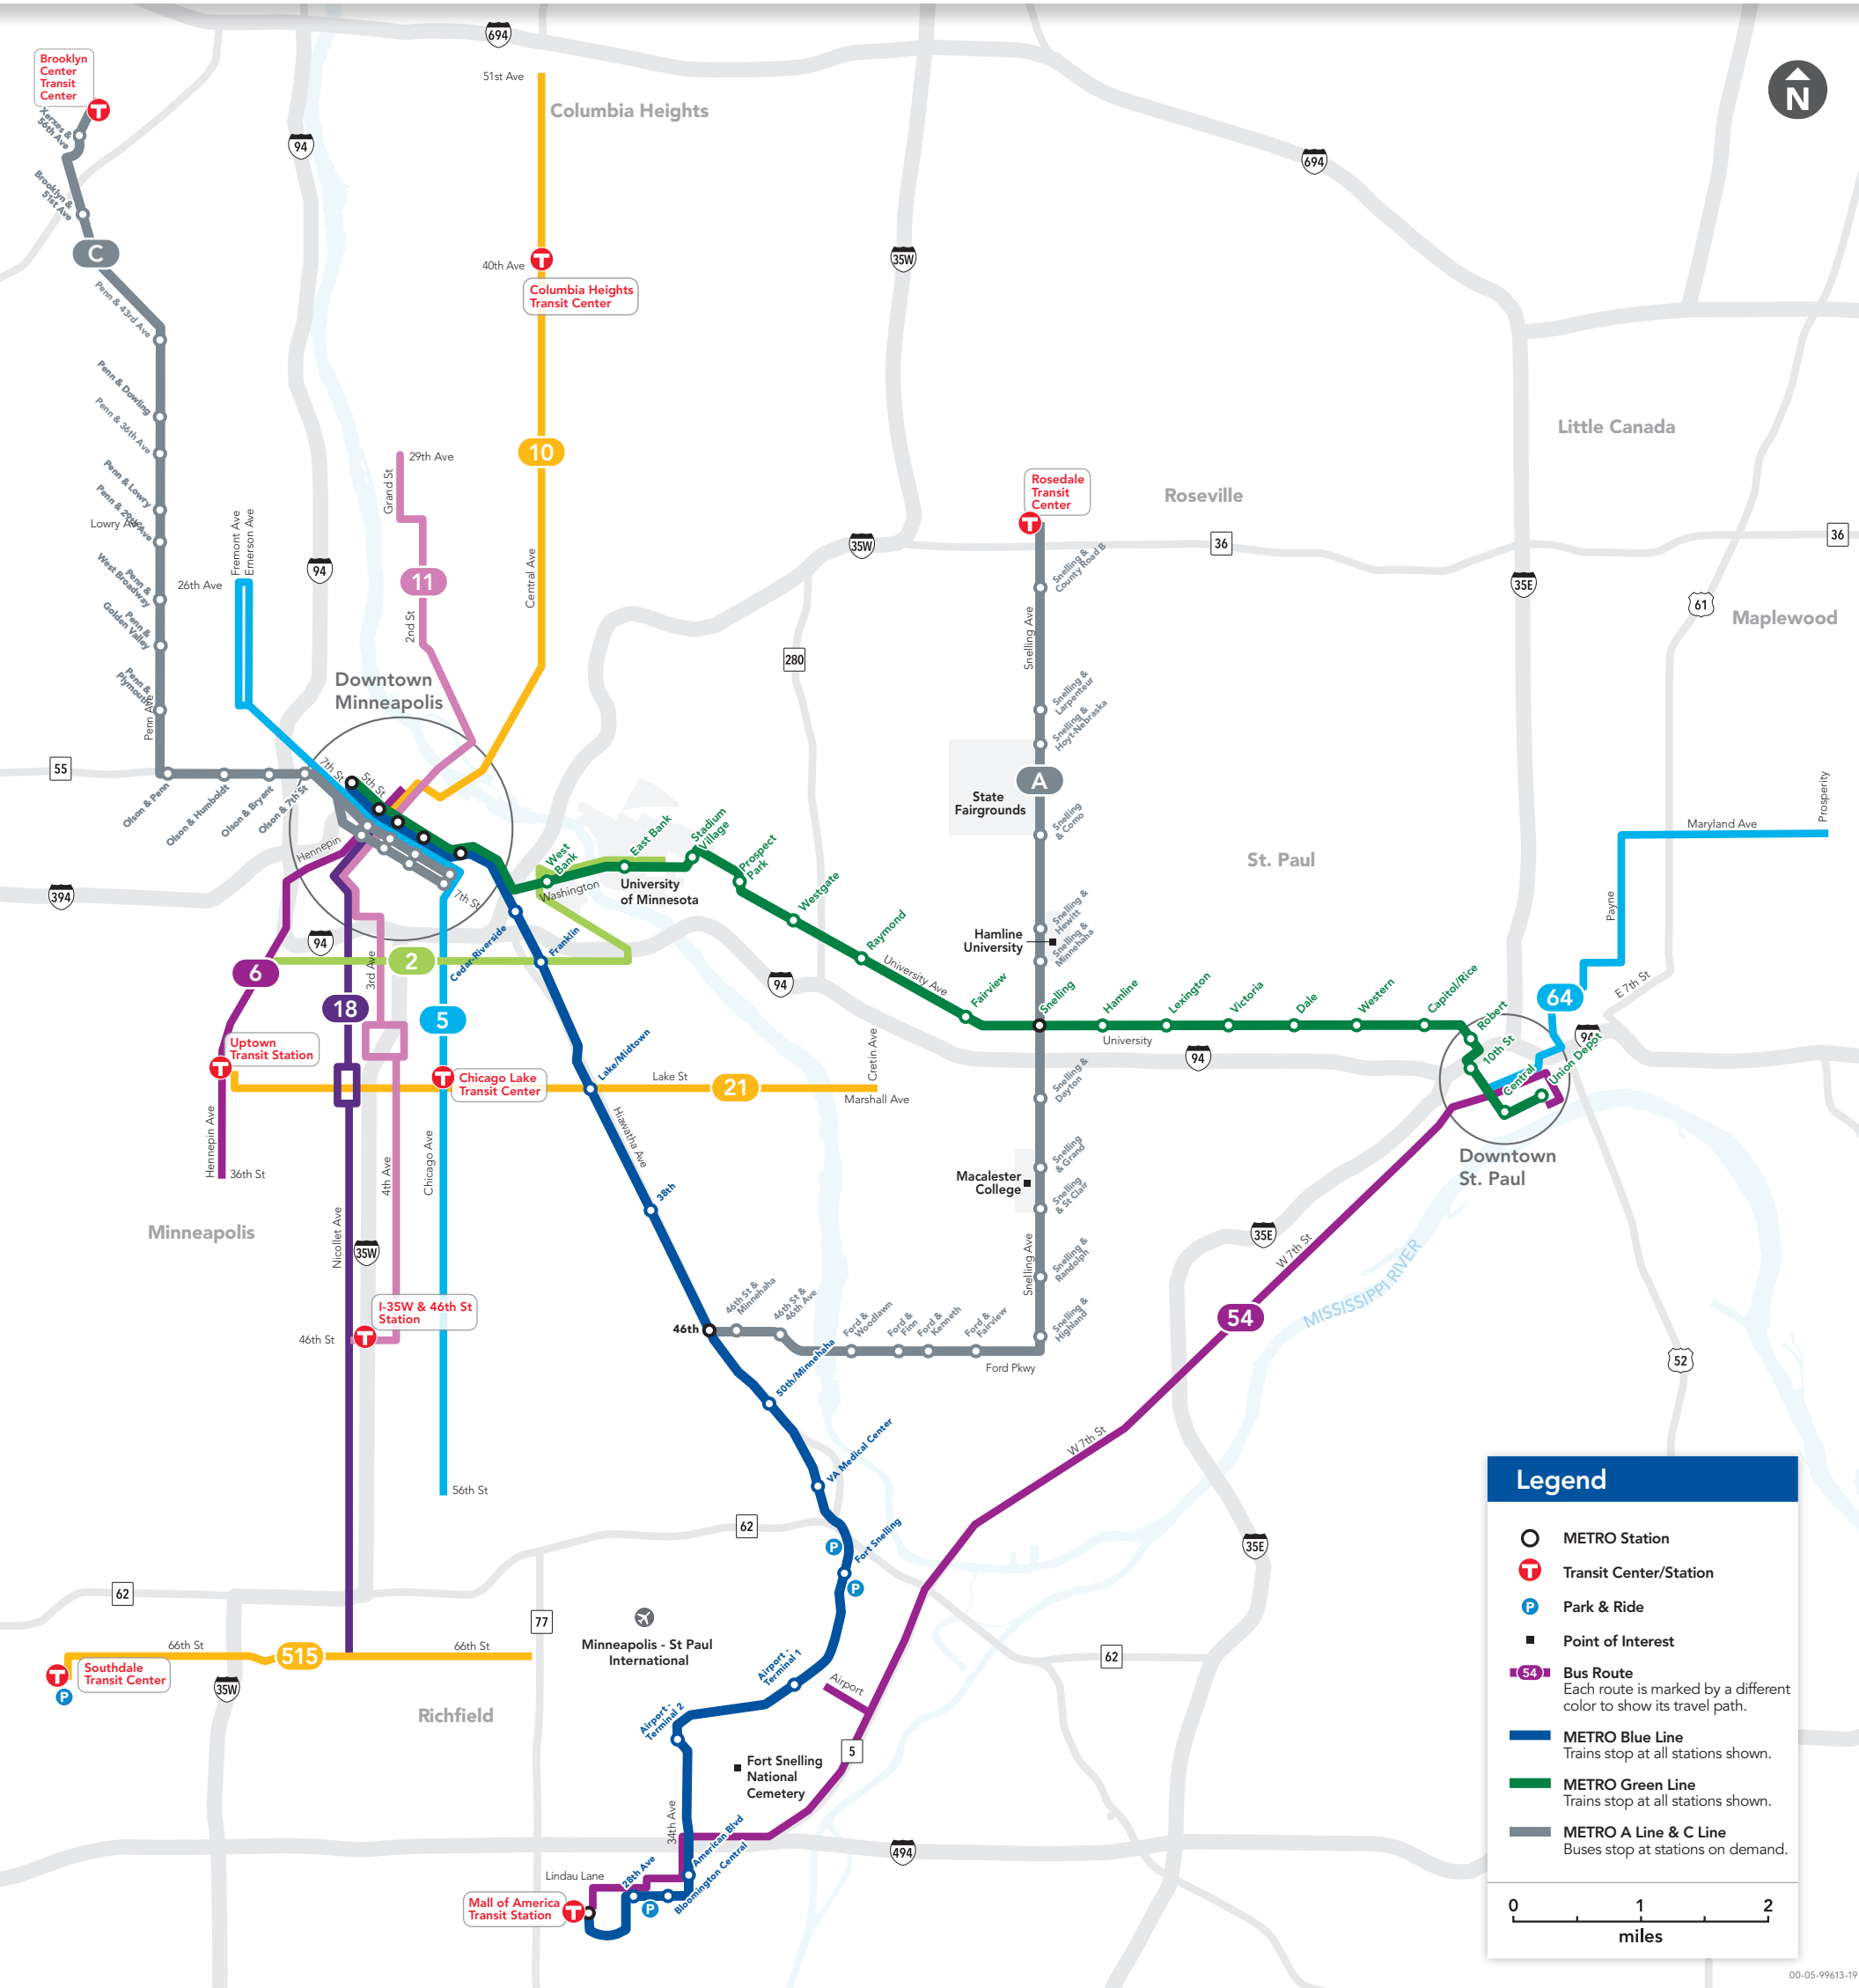 694
Brooklyn
Center
Transit
Center
Xerxes &
56th Ave
Brooklyn &
51st Ave
C
94
51st Ave
Columbia Heights
N
694
35W
40th Ave
Columbia Heights
Transit Center
Penn & 43rd Ave
Penn & Dowling
Penn & 36th Ave
Penn & Lowry
Penn & 29th Ave
Lowry Ave
Penn &
West Broadway
Penn &
Golden Valley
Penn &
Plymouth
Penn Ave
10
29th Ave
Grand St
11
2nd St
Central Ave
Fremont Ave
Emerson Ave
26th Ave
94
Little Canada
Rosedale
Transit
Center
Roseville
35W
36
36
35E
61
Maplewood
280
Snelling &
County Road B
Snelling Ave
Snelling &
Larpenteur
Snelling &
Hoyt-Nebraska
A
State
Fairgrounds
Snelling
& Como
Downtown
Minneapolis
55
Olson & Penn
Olson & Humboldt
Olson & Bryant
Olson & 7th St
7th St
5th St
Hennepin
7th St
394
94
West
Bank
East Bank
Stadium
Village
Prospect
Park
Washington
University
of Minnesota
Westgate
Raymond
University Ave
Fairview
St. Paul
Prosperity
Maryland Ave
Payne
Hamline
University
Snelling &
Hewitt
Snelling &
Minnehaha
Snelling
Hamline
Lexington
Victoria
Dale
Western
Capitol/Rice
Robert
10th St
Central
Union Depot
University
64
E 7th St
94
94
94
6
2
3rd Ave
Cedar-Riverside
Franklin
18
5
Uptown
Transit Station
Chicago Lake
Transit Center
Lake/Midtown
Lake St
21
Cretin Ave
Marshall Ave
Snelling &
Dayton
Hennepin Ave
36th St
4th Ave
Chicago Ave
Hiawatha Ave
38th
Macalester
College
Snelling
& Grand
Snelling
& St Clair
Downtown
St. Paul
Minneapolis
Nicollet Ave
35W
35E
W 7th St
MISSISSIPPI RIVER
Snelling Ave
Snelling &
Randolph
Snelling &
Highland
I-35W & 46th St
Station
46th St
46th
46th St &
Minnehaha
46th St &
46th Ave
Ford &
Woodlawn
Ford &
Finn
Ford &
Kenneth
Ford &
Fairview
Ford Pkwy
54
52
50th/Minnehaha
VA Medical Center
W 7th St
56th St
62
P
Fort Snelling
P
35E
62
77
Minneapolis - St Paul
International
66th St
515
66th St
Southdale
Transit Center
P
35W
Richfield
62
Airport -
Terminal 1
Airport
Airport -
Terminal 2
5
Fort Snelling
National
Cemetery
34th Ave
American Blvd
494
Lindau Lane
28th Ave
Bloomington Central
P
Mall of America
Transit Station
Legend
METRO Station
Transit Center/Station
P
Park & Ride
Point of Interest
54
Bus Route
Each route is marked by a different
color to show its travel path.
METRO Blue Line
Trains stop at all stations shown.
METRO Green Line
Trains stop at all stations shown.
METRO A Line & C Line
Buses stop at stations on demand.
0 1 2
miles
00-05-99613-19